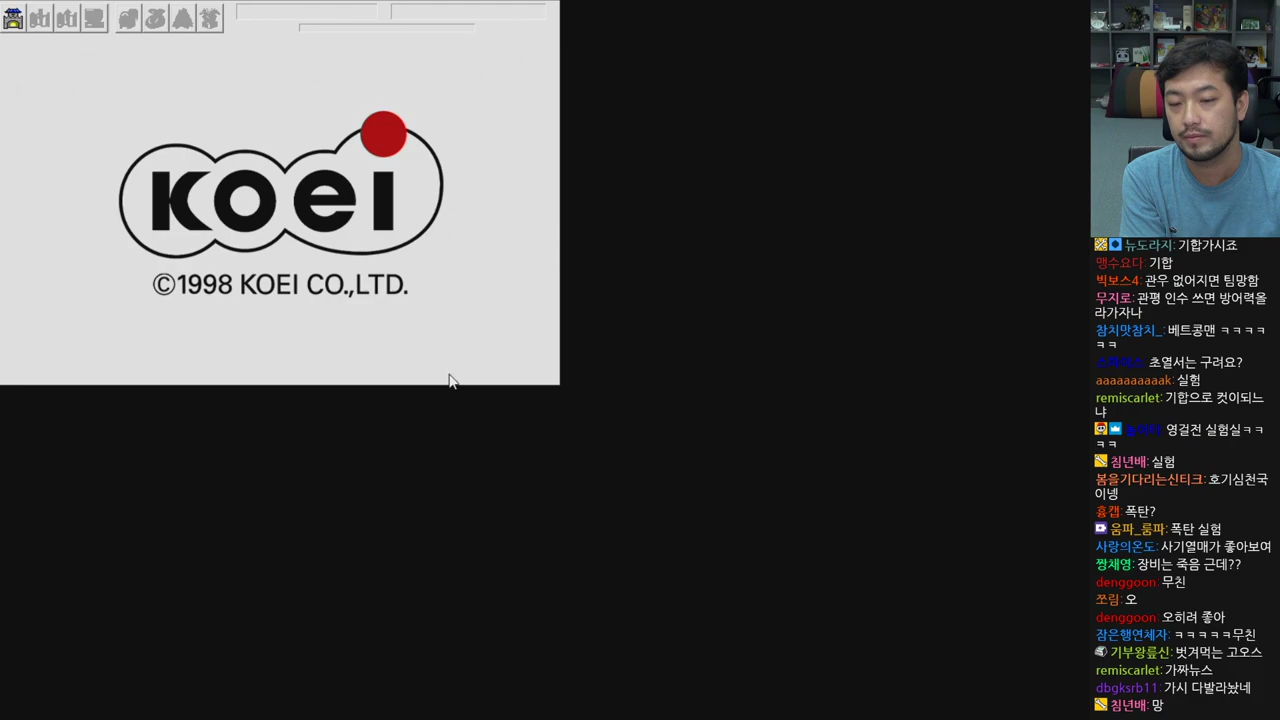 koei
©1998 KOEI CO.,LTD.
뉴도라지: 기합가시죠
맹수요다: 기합
빅보스4: 관우 없어지면 팀망함
무지로: 관평 인수 쓰면 방어력올
라가자나
참치맛참치_: 베트콩맨 ㅋㅋㅋㅋ
ㅋㅋ
초열서는 구려요?
aaaaaaaaaak: 실험
remiscarlet: 기합으로 컷이되느
냐
영걸전 실험실ㅋㅋ
ㅋㅋ
침년배: 실험
봄을기다리는신티크: 호기심천국
이넹
흉캡: 폭탄?
움파_룸파: 폭탄 실험
사랑의온도: 사기열매가 좋아보여
짱채영: 장비는 죽음 근데??
denggoon: 무친
쪼림: 오
denggoon: 오히려 좋아
잠은행연체자: ㅋㅋㅋㅋㅋ무친
기부왕륲신: 벗겨먹는 고오스
remiscarlet: 가짜뉴스
dbgksrb11: 가시 다발라놨네
침년배: 망